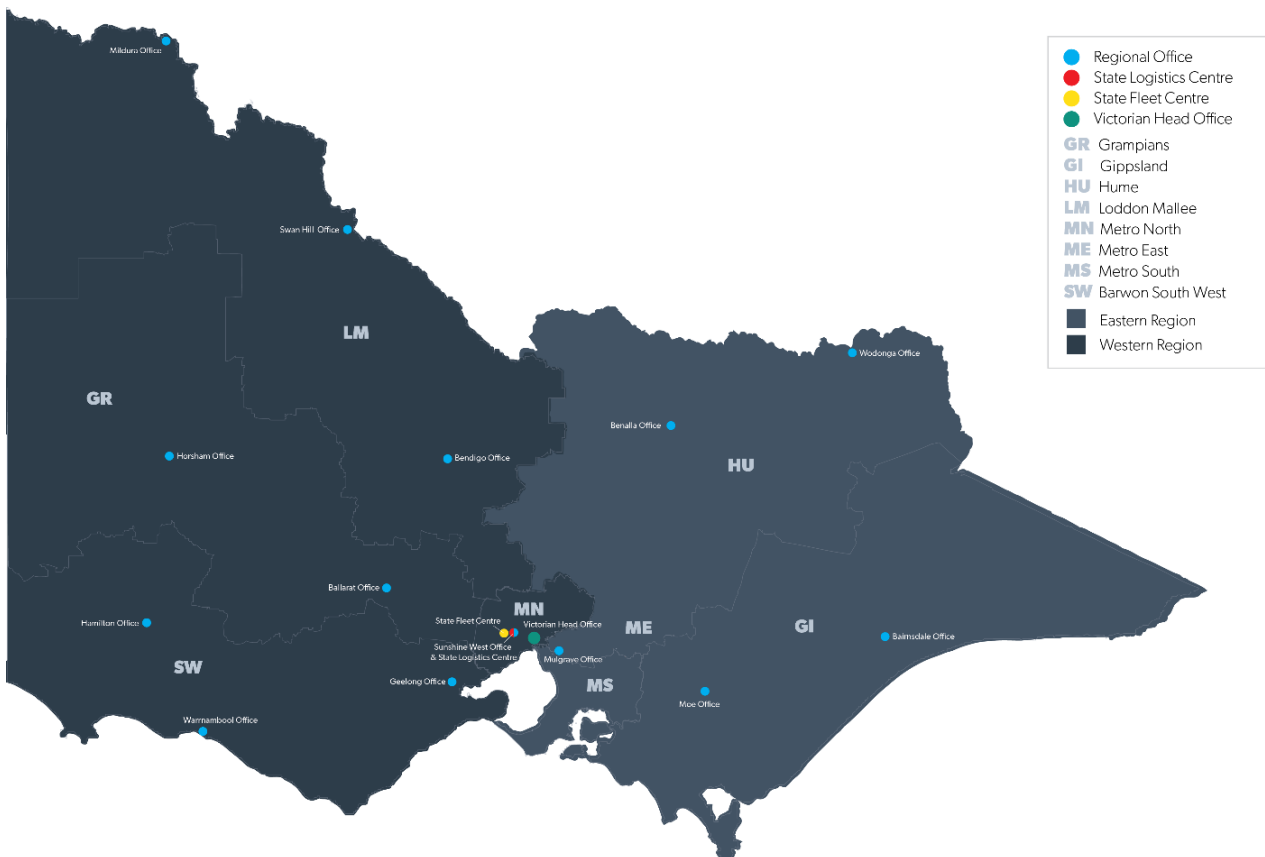 Mildura Office
Regional Office
State Logistics Centre
State Fleet Centre
Victorian Head Office
GR Grampians
GI Gippsland
HU Hume
LM Loddon Mallee
MN Metro North
ME Metro East
MS Metro South
SW Barwon South West
Eastern Region
Western Region
Swan Hill Office
LM
Wodonga Office
GR
Benalla Office
Horsham Office
Bendigo Office
HU
Ballarat Office
MN
Hamilton Office
State Fleet Centre
Victorian Head Office
ME
GI
Bairnsdale Office
Sunshine West Office
& State Logistics Centre
Mulgrave Office
SW
Geelong Office
MS
Moe Office
Warrnambool Office